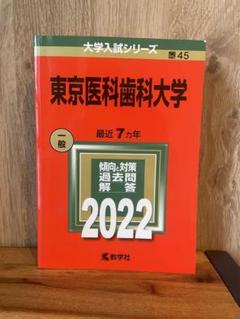 大学入試シリーズ
45
東京医科歯科大学
一般
最近7カ年
傾向と対策
過去問
解答
2022
教学社